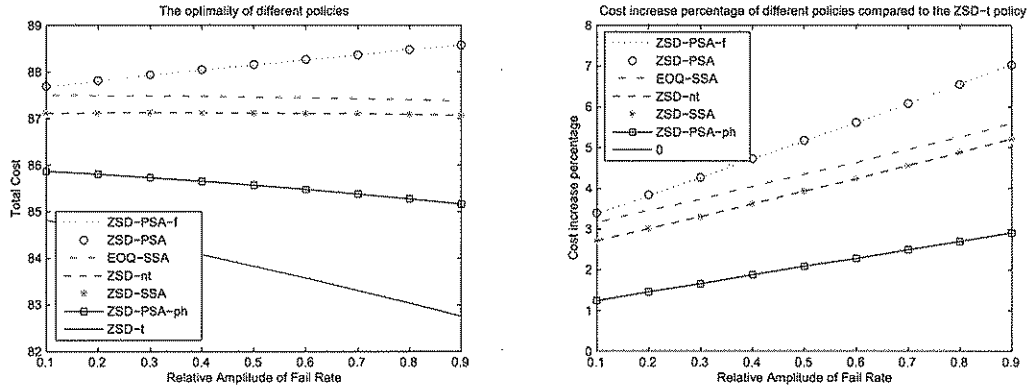 The optimality of different policies
89
88
87
86
85
84
83
82
Total Cost
ZSD-PSA-f
ZSD-PSA
EOQ-SSA
ZSD-nt
ZSD-SSA
ZSD-PSA-ph
ZSD-t
0.1 0.2 0.3 0.4 0.5 0.6 0.7 0.8 0.9
Relative Amplitude of Fail Rate
Cost increase percentage of different policies compared to the ZSD-t policy
8
7
6
5
4
3
2
1
0
Cost increase percentage
ZSD-PSA-f
ZSD-PSA
EOQ-SSA
ZSD-nt
ZSD-SSA
ZSD-PSA-ph
0
0.1 0.2 0.3 0.4 0.5 0.6 0.7 0.8 0.9
Relative Amplitude of Fail Rate